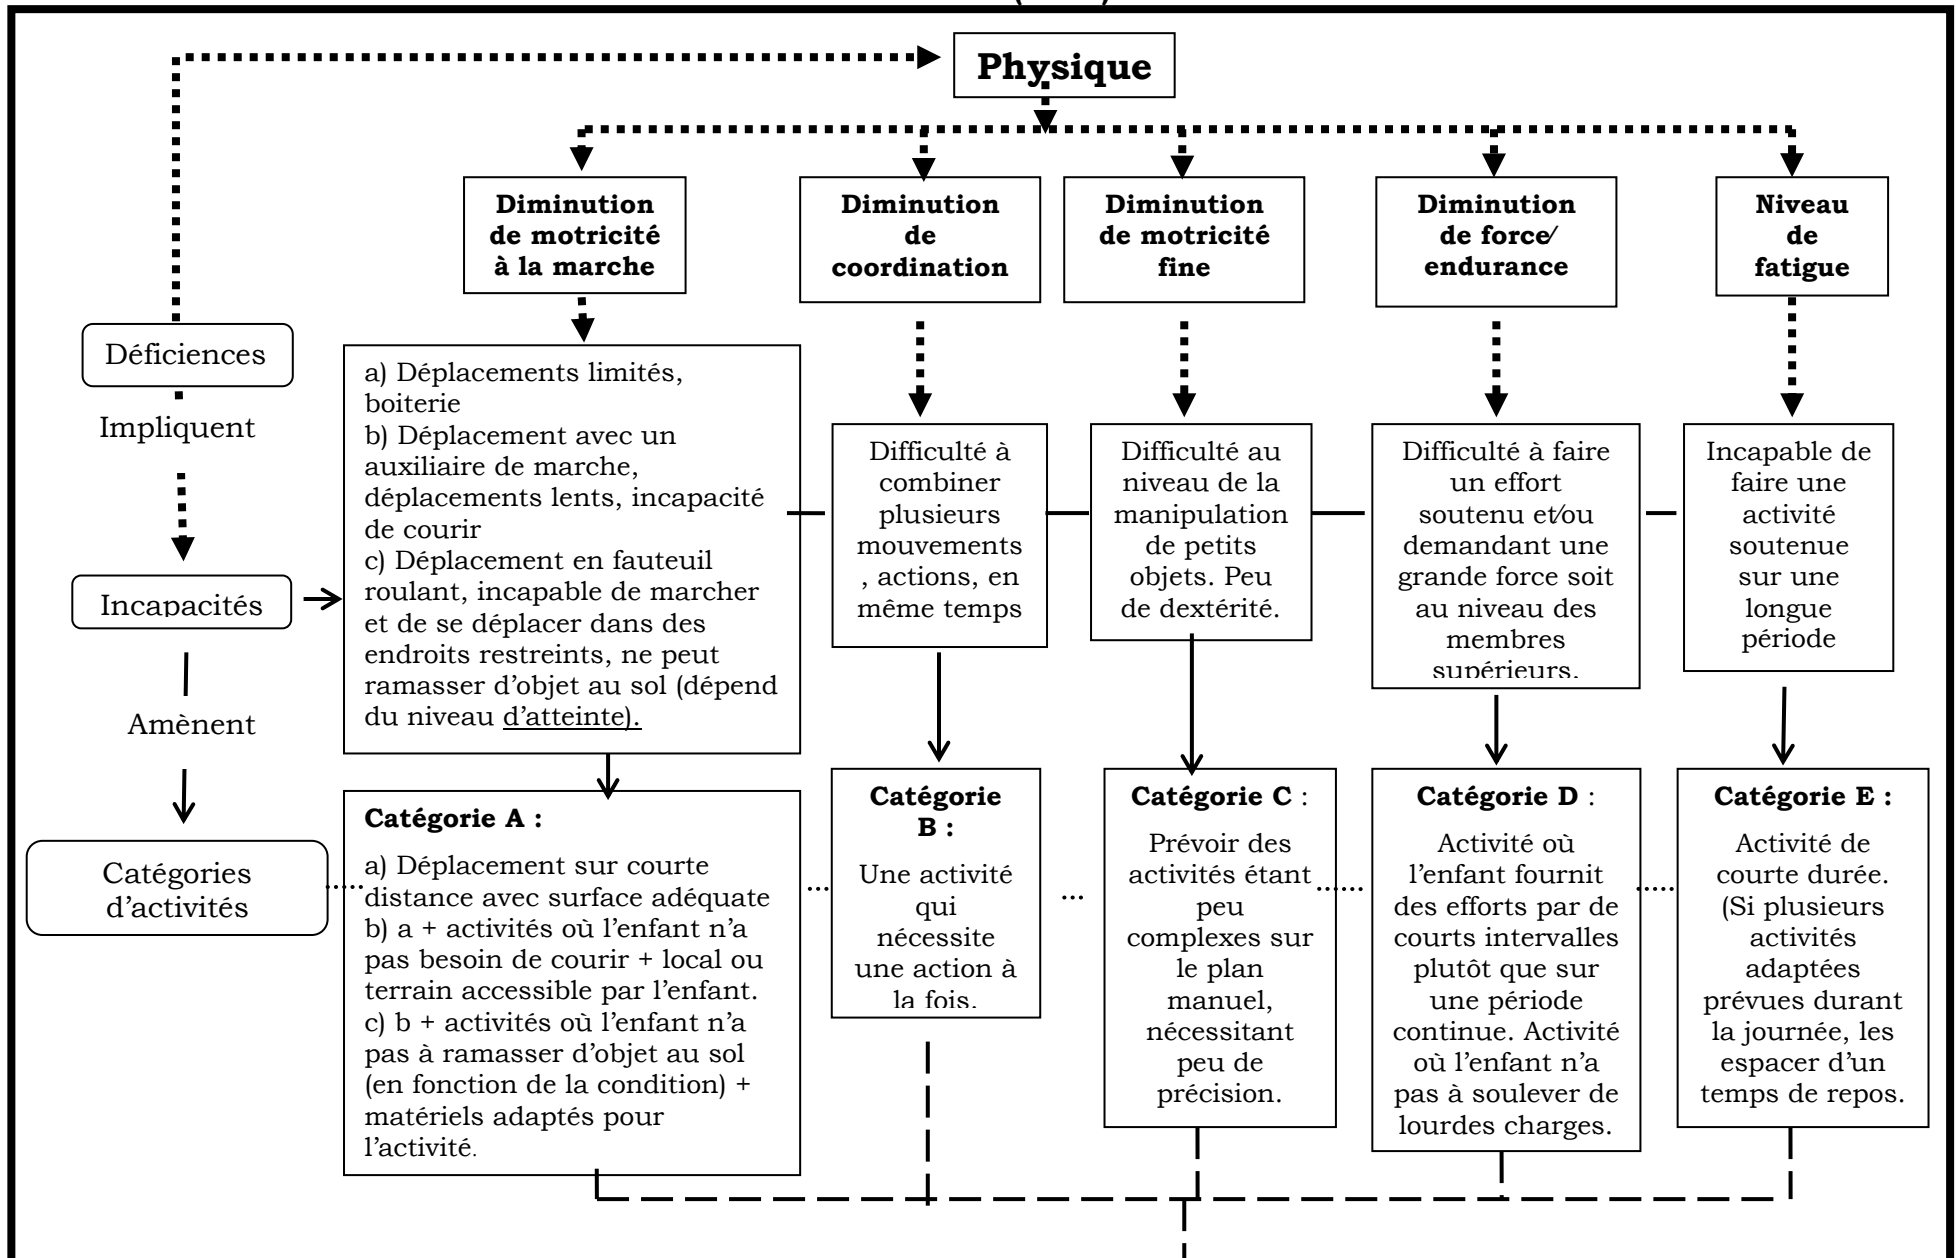 Physique
Diminution
de motricité
à la marche
Diminution
de
coordination
Diminution
de motricité
fine
Diminution
de force/
endurance
Niveau
de
fatigue
Déficiences
Impliquent
Incapacités
Amènent
Catégories
d’activités
a) Déplacements limités,
boiterie
b) Déplacement avec un
auxiliaire de marche,
déplacements lents, incapacité
de courir
c) Déplacement en fauteuil
roulant, incapable de marcher
et de se déplacer dans des
endroits restreints, ne peut
ramasser d’objet au sol (dépend
du niveau d’atteinte).
Difficulté à
combiner
plusieurs
mouvements
, actions, en
même temps
Difficulté au
niveau de la
manipulation
de petits
objets. Peu
de dextérité.
Difficulté à faire
un effort
soutenu et/ou
demandant une
grande force soit
au niveau des
membres
supérieurs.
Incapable de
faire une
activité
soutenue
sur une
longue
période
Catégorie A :
a) Déplacement sur courte
distance avec surface adéquate
b) a + activités où l’enfant n’a
pas besoin de courir + local ou
terrain accessible par l’enfant.
c) b + activités où l’enfant n’a
pas à ramasser d’objet au sol
(en fonction de la condition) +
matériels adaptés pour
l’activité.
Catégorie
B :
Une activité
qui
nécessite
une action à
la fois.
...
Catégorie C :
Prévoir des
activités étant
peu
complexes sur
le plan
manuel,
nécessitant
peu de
précision.
Catégorie D :
Activité où
l’enfant fournit
des efforts par de
courts intervalles
plutôt que sur
une période
continue. Activité
où l’enfant n’a
pas à soulever de
lourdes charges.
Catégorie E :
Activité de
courte durée.
(Si plusieurs
activités
adaptées
prévues durant
la journée, les
espacer d’un
temps de repos.